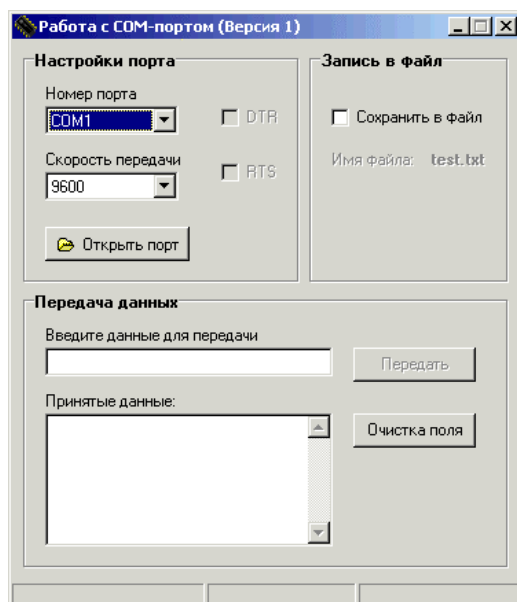 Работа с COM-портом (Версия 1)
Настройки порта
Номер порта
COM1
DTR
Скорость передачи
9600
RTS
Открыть порт
Запись в файл
Сохранить в файл
Имя файла: test.txt
Передача данных
Введите данные для передачи
Передать
Принятые данные:
Очистка поля